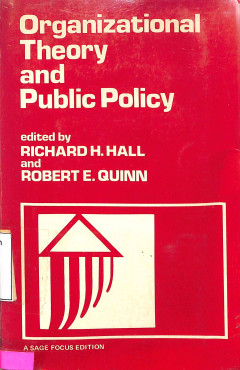 Organizational
Theory
and
Public Policy
edited by
RICHARD H. HALL
and
ROBERT E. QUINN
A SAGE FOCUS EDITION